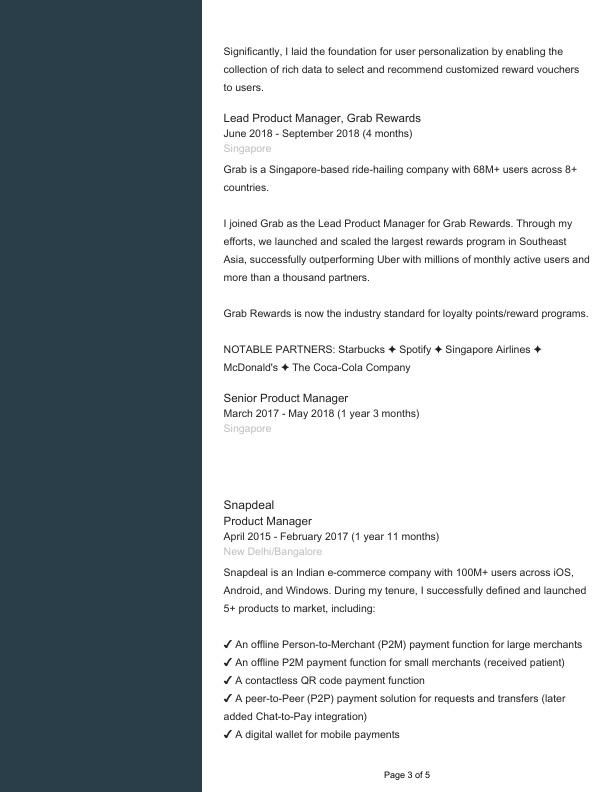 Significantly, I laid the foundation for user personalization by enabling the
collection of rich data to select and recommend customized reward vouchers
to users.
Lead Product Manager, Grab Rewards
June 2018 - September 2018 (4 months)
Singapore
Grab is a Singapore-based ride-hailing company with 68M+ users across 8+
countries.
I joined Grab as the Lead Product Manager for Grab Rewards. Through my
efforts, we launched and scaled the largest rewards program in Southeast
Asia, successfully outperforming Uber with millions of monthly active users and
more than a thousand partners.
Grab Rewards is now the industry standard for loyalty points/reward programs.
NOTABLE PARTNERS: Starbucks ✦ Spotify ✦ Singapore Airlines ✦
McDonald's ✦ The Coca-Cola Company
Senior Product Manager
March 2017 - May 2018 (1 year 3 months)
Singapore
Snapdeal
Product Manager
April 2015 - February 2017 (1 year 11 months)
New Delhi/Bangalore
Snapdeal is an Indian e-commerce company with 100M+ users across iOS,
Android, and Windows. During my tenure, I successfully defined and launched
5+ products to market, including:
✓ An offline Person-to-Merchant (P2M) payment function for large merchants
✓ An offline P2M payment function for small merchants (received patient)
✓ A contactless QR code payment function
✓ A peer-to-Peer (P2P) payment solution for requests and transfers (later
added Chat-to-Pay integration)
✓ A digital wallet for mobile payments
Page 3 of 5